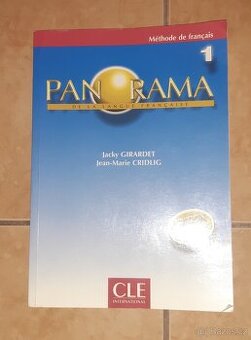 Méthode de français
1
PANORAMA
DE LA LANGUE FRANÇAISE
Jacky GIRARDET
Jean-Marie CRIDLIG
CLE
INTERNATIONAL